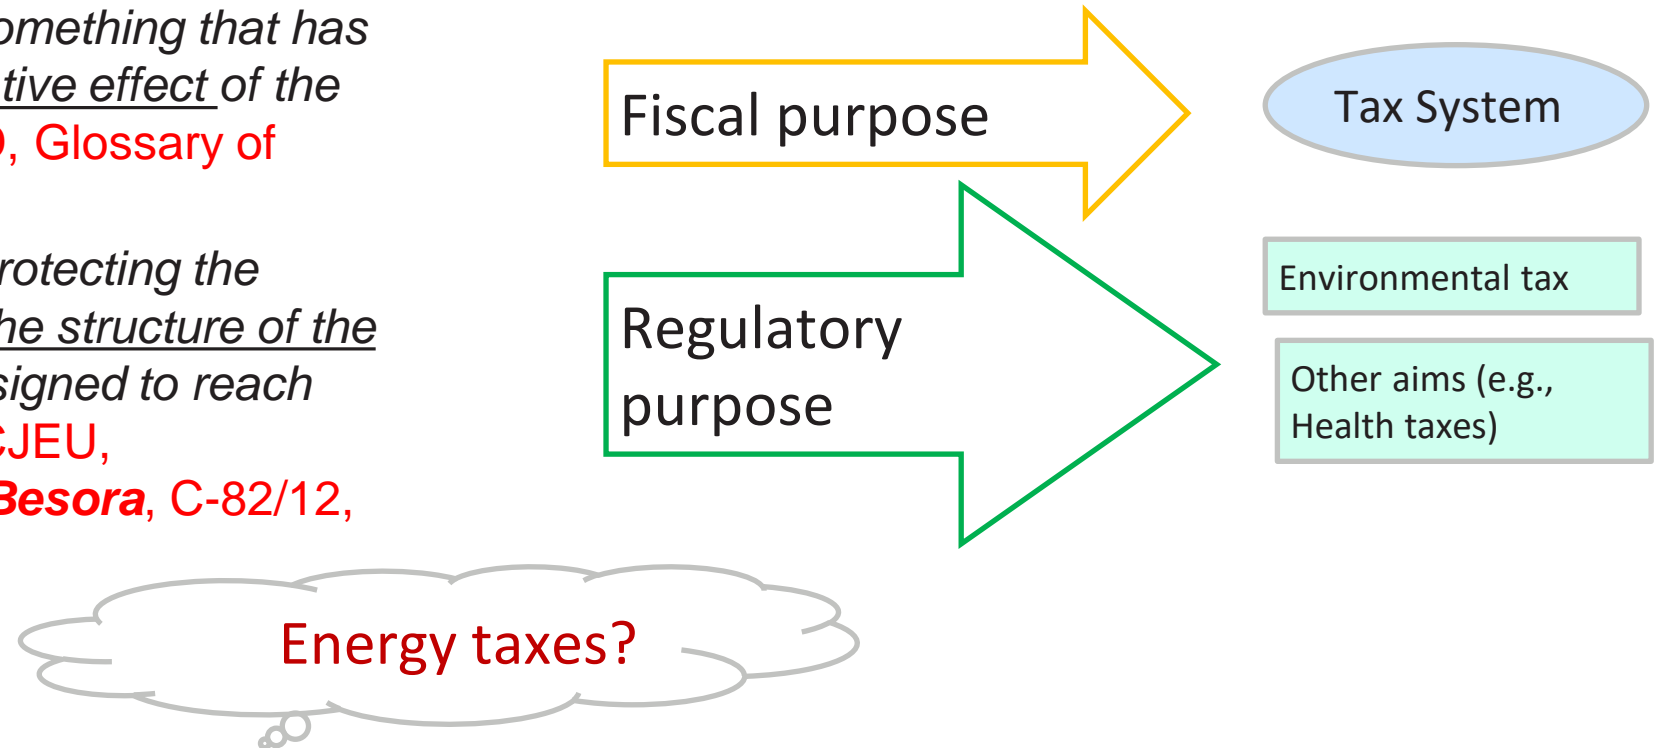 omething that has
tive effect of the
, Glossary of
rotecting the
he structure of the
signed to reach
CJEU,
Besora, C-82/12,
Fiscal purpose
Regulatory
purpose
Tax System
Environmental tax
Other aims (e.g.,
Health taxes)
Energy taxes?